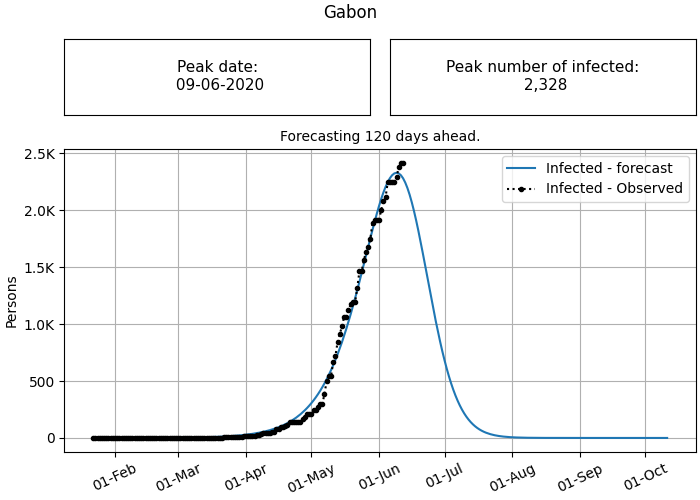 Gabon
Peak date:
09-06-2020
Peak number of infected:
2,328
Forecasting 120 days ahead.
2.5K
2.0K
1.5K
1.0K
500
0
Persons
Infected - forecast
Infected - Observed
01-Feb
01-Mar
01-Apr
01-May
01-Jun
01-Jul
01-Aug
01-Sep
01-Oct